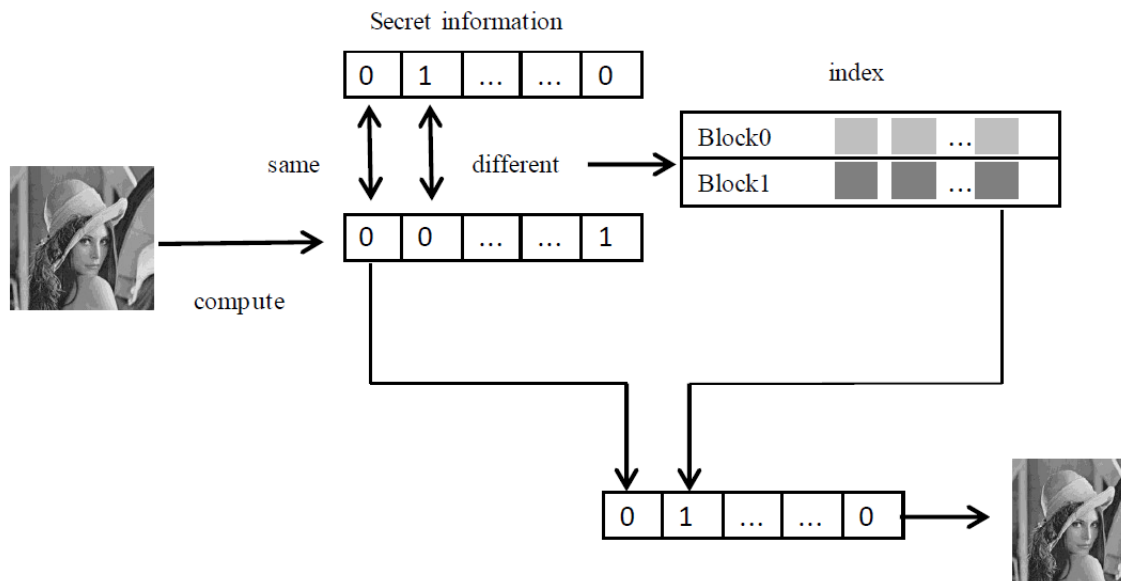 Secret information
0 1 ... ... 0
index
Block0 ...
Block1 ...
same
different
0 0 ... ... 1
compute
0 1 ... ... 0